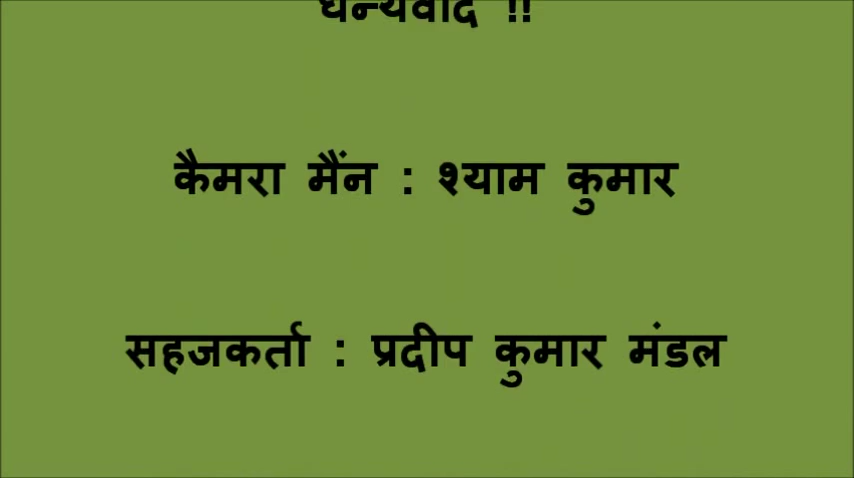 धन्यवाद !!
कैमरा मैंन : श्याम कुमार
सहजकर्ता : प्रदीप कुमार मंडल